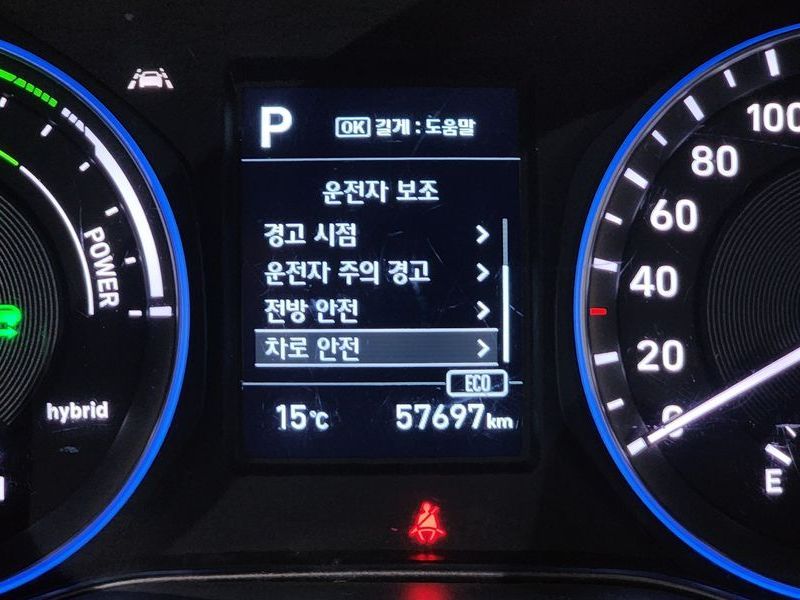 P
OK 길게 : 도움말
운전자 보조
경고 시점
운전자 주의 경고
전방 안전
차로 안전
ECO
15℃ 57697km
POWER
hybrid
100
80
60
40
20
0
E